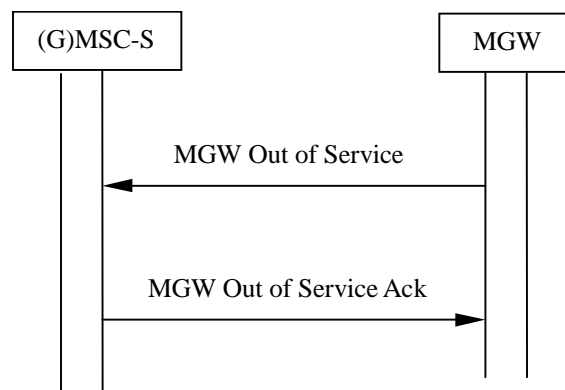 (G)MSC-S
MGW
MGW Out of Service
MGW Out of Service Ack